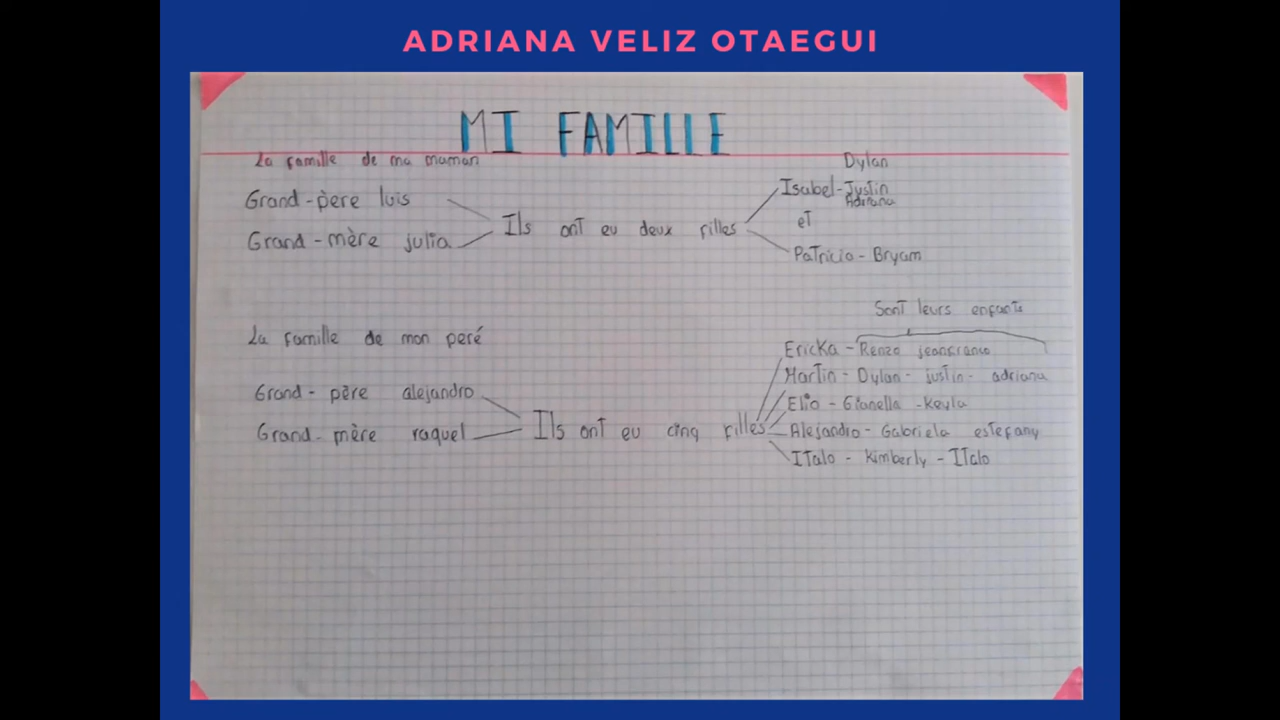 ADRIANA VELIZ OTAEGUI
MI FAMILLE
La famille de ma maman
Grand-père luis
Grand-mère julia
Ils ont eu deux filles
Dylan
Isabel-Justin
Adriana
et
Patricio-Bryam
La famille de mon peré
Grand-père alejandro
Grand-mère raquel
Ils ont eu cinq filles
Sont leurs enfants
Ericka-Renzo jeanfranco
Martin-Dylan-justin-adriana
Elio-Gianella-keyla
Alejandro-Gabriela estefany
Italo-kimberly-Italo